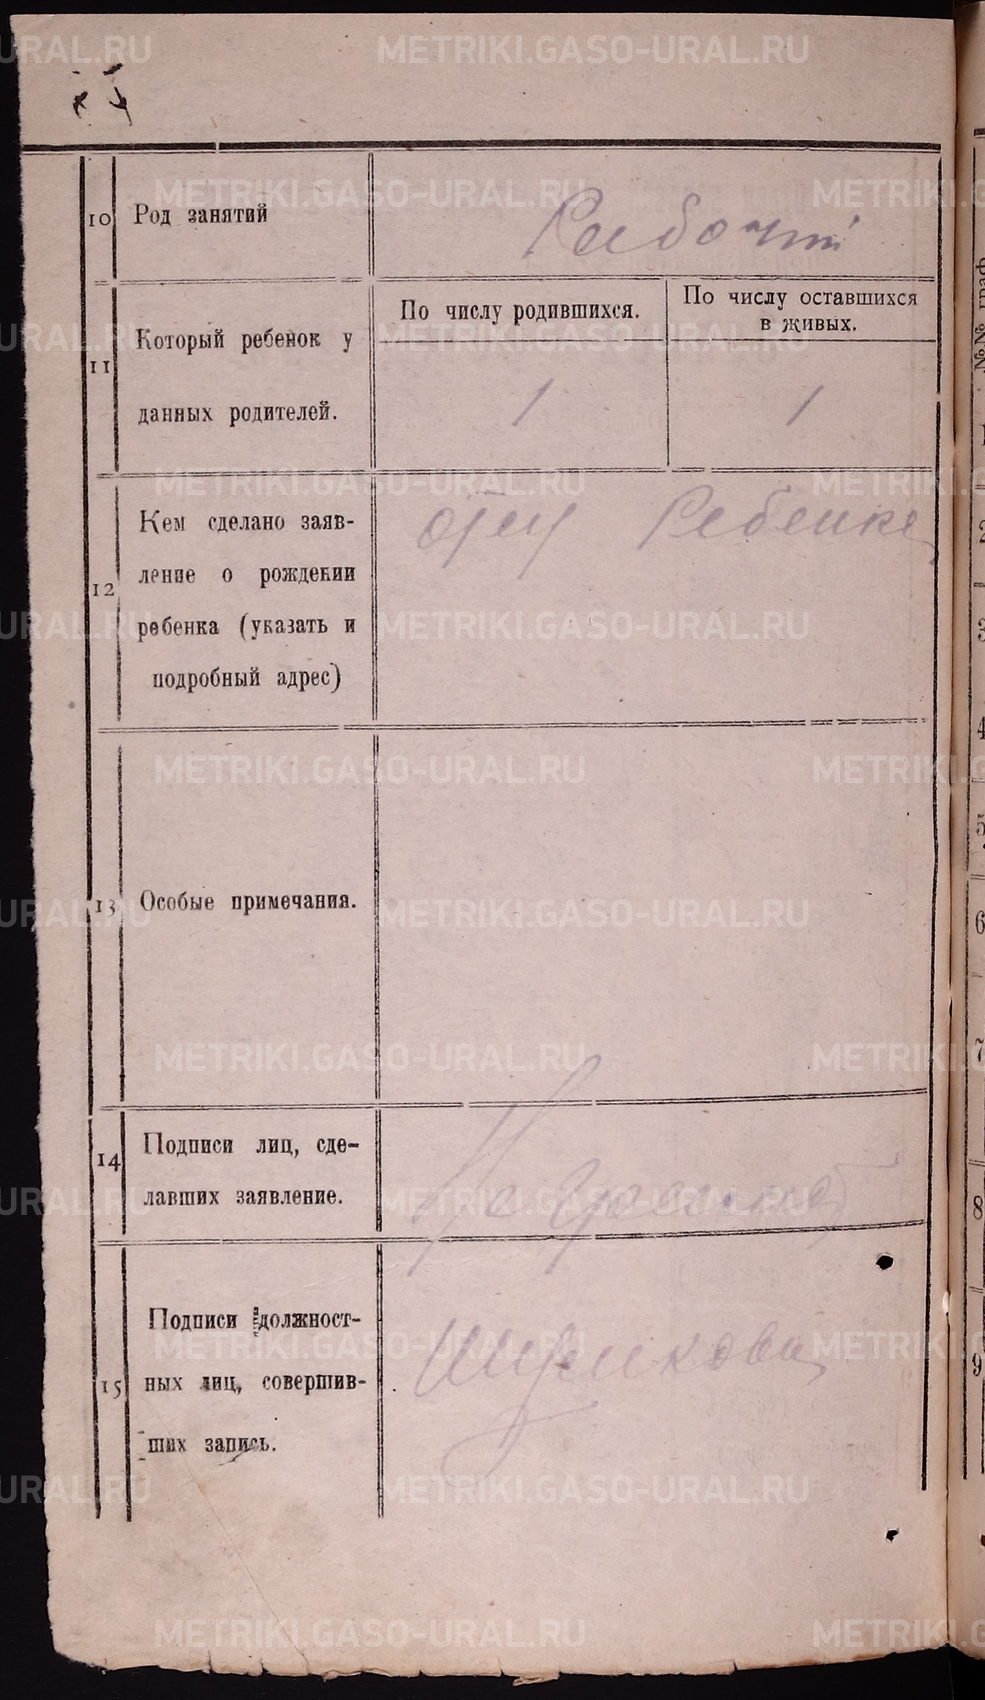 10 Род занятий
Рабочий
11 Который ребенок у
данных родителей.
По числу родившихся.
По числу оставшихся
в живых.
1
1
12 Кем сделано заяв-
ление о рождении
ребенка (указать и
подробный адрес)
отец Ребенка
13 Особые примечания.
14 Подписи лиц, сде-
лавших заявление.
15 Подписи должност-
ных лиц, совершив-
ших запись.
METRIKI.GASO-URAL.RU